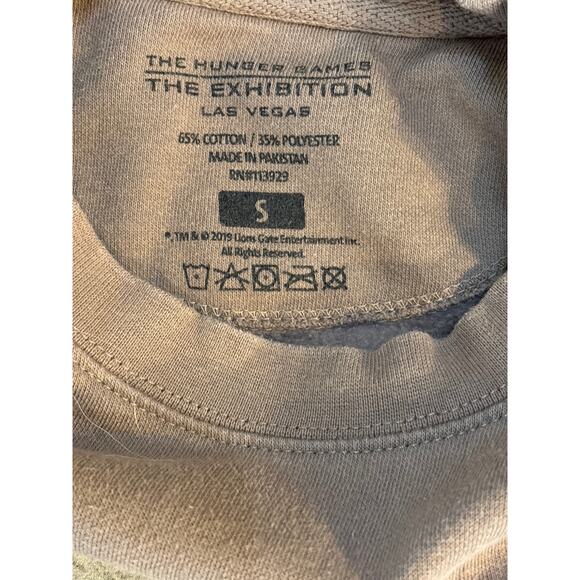 THE HUNGER GAMES
THE EXHIBITION
LAS VEGAS
65% COTTON / 35% POLYESTER
MADE IN PAKISTAN
RN#113929
S
®, TM & © 2019 Lions Gate Entertainment Inc.
All Rights Reserved.